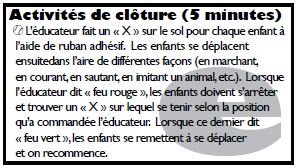 Activités de clôture (5 minutes)
L'éducateur fait un « X » sur le sol pour chaque enfant à
l'aide de ruban adhésif. Les enfants se déplacent
ensuitedans l'aire de différentes façons (en marchant,
en courant, en sautant, en imitant un animal, etc.). Lorsque
l'éducateur dit « feu rouge », les enfants doivent s'arrêter
et trouver un « X » sur lequel se tenir selon la position
qu'a commandée l'éducateur. Lorsque ce dernier dit
« feu vert », les enfants se remettent à se déplacer
et on recommence.